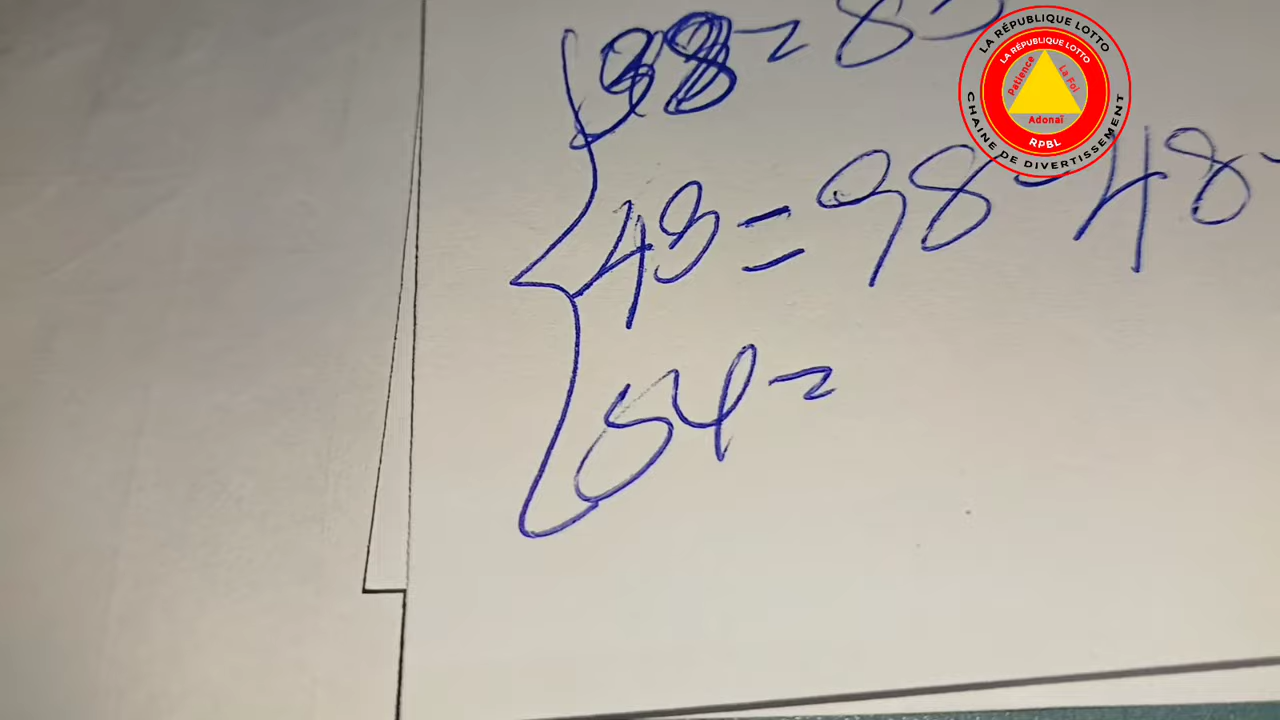 38 = 83
43 = 98 - 48 -
54 =
LA RÉPUBLIQUE LOTTO
LA RÉPUBLIQUE LOTTO
Patience
La Foi
Adonaï
RPBL
CHAINE DE DIVERTISSEMENT